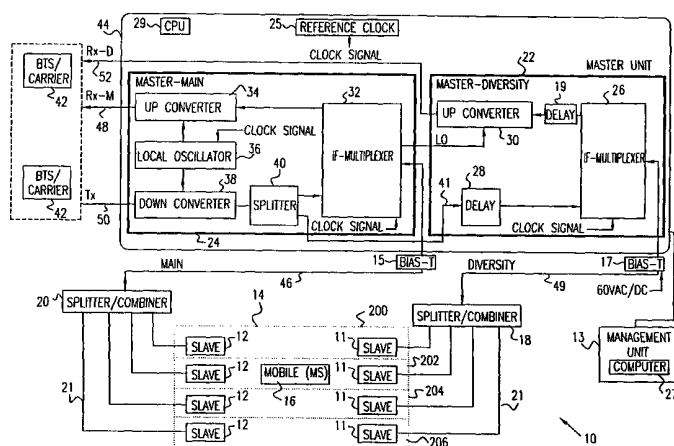 44
29
CPU
25
REFERENCE CLOCK
CLOCK SIGNAL
22
MASTER UNIT
BTS/
CARRIER
42
Rx-D
52
Rx-M
48
BTS/
CARRIER
42
Tx
50
MASTER-MAIN
34
UP CONVERTER
32
CLOCK SIGNAL
LOCAL OSCILLATOR
36
38
DOWN CONVERTER
40
SPLITTER
IF-MULTIPLEXER
CLOCK SIGNAL
24
MASTER-DIVERSITY
19
26
UP CONVERTER
DELAY
30
LO
28
41
DELAY
IF-MULTIPLEXER
CLOCK SIGNAL
15
BIAS-T
17
BIAS-T
MAIN
46
DIVERSITY
49
60VAC/DC
20
SPLITTER/COMBINER
14
200
SPLITTER/COMBINER
18
13
MANAGEMENT
UNIT
COMPUTER
27
12
SLAVE
11
SLAVE
202
12
SLAVE
MOBILE (MS)
16
11
SLAVE
204
21
12
SLAVE
11
SLAVE
21
12
SLAVE
11
SLAVE
206
10